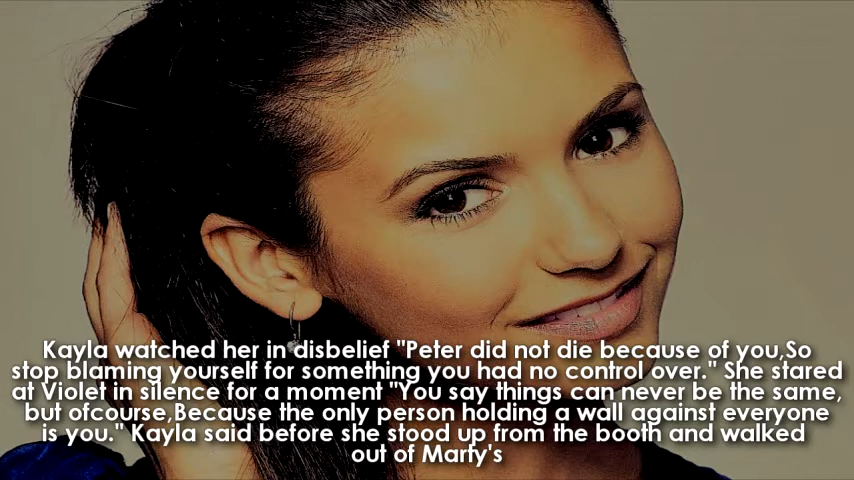 Kayla watched her in disbelief "Peter did not die because of you,So
stop blaming yourself for something you had no control over." She stared
at Violet in silence for a moment "You say things can never be the same,
but ofcourse,Because the only person holding a wall against everyone
is you." Kayla said before she stood up from the booth and walked
out of Marty's